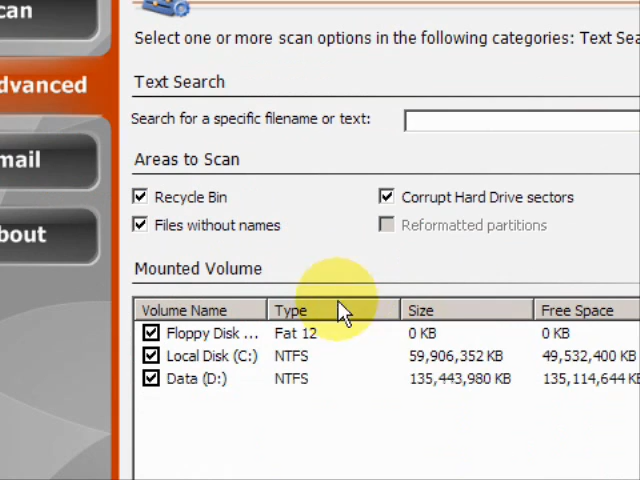 can
Select one or more scan options in the following categories: Text Sea
dvanced
Text Search
Search for a specific filename or text:
Areas to Scan
mail
Recycle Bin
Corrupt Hard Drive sectors
Files without names
Reformatted partitions
bout
Mounted Volume
Volume Name Type Size Free Space
Floppy Disk ... Fat 12 0 KB 0 KB
Local Disk (C:) NTFS 59,906,352 KB 49,532,400 KB
Data (D:) NTFS 135,443,980 KB 135,114,644 KB